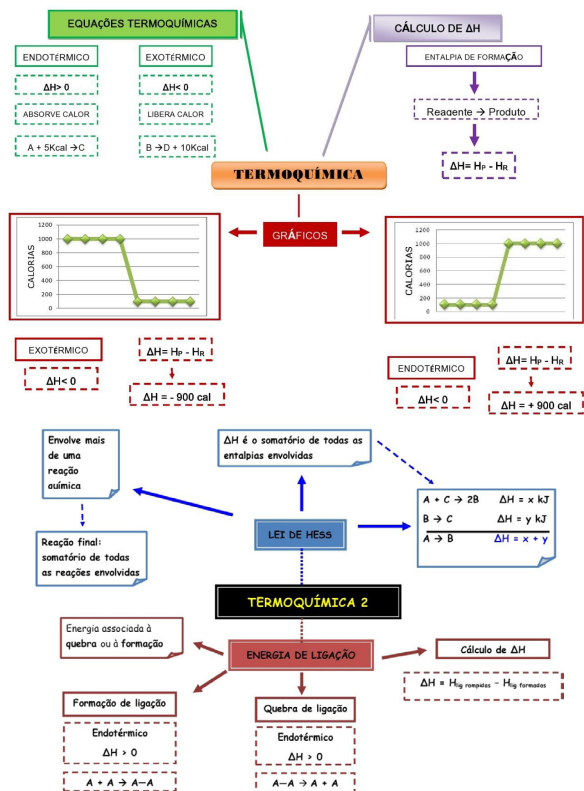 EQUAÇÕES TERMOQUÍMICAS
ENDOTÉRMICO
ΔH> 0
ABSORVE CALOR
A + 5Kcal →C
EXOTÉRMICO
ΔH< 0
LIBERA CALOR
B →D + 10Kcal
CÁLCULO DE ΔH
ENTALPIA DE FORMAÇÃO
Reagente → Produto
ΔH= HP - HR
TERMOQUÍMICA
GRÁFICOS
CALORIAS
1200
1000
800
600
400
200
0
EXOTÉRMICO
ΔH< 0
ΔH= HP - HR
ΔH = - 900 cal
CALORIAS
1200
1000
800
600
400
200
0
ENDOTÉRMICO
ΔH< 0
ΔH= HP - HR
ΔH = + 900 cal
Envolve mais
de uma
reação
química
Reação final:
somatório de todas
as reações envolvidas
ΔH é o somatório de todas as
entalpias envolvidas
A + C → 2B ΔH = x kJ
B → C ΔH = y kJ
A → B ΔH = x + y
LEI DE HESS
TERMOQUÍMICA 2
ENERGIA DE LIGAÇÃO
Energia associada à
quebra ou à formação
Formação de ligação
Endotérmico
ΔH > 0
A + A → A—A
Quebra de ligação
Endotérmico
ΔH > 0
A—A → A + A
Cálculo de ΔH
ΔH = Hlig rompidas - Hlig formadas